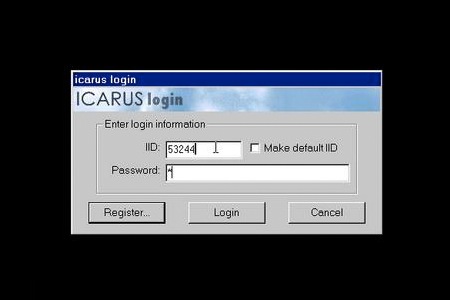 icarus login
ICARUS login
Enter login information
IID: 53244 Make default IID
Password: *
Register... Login Cancel